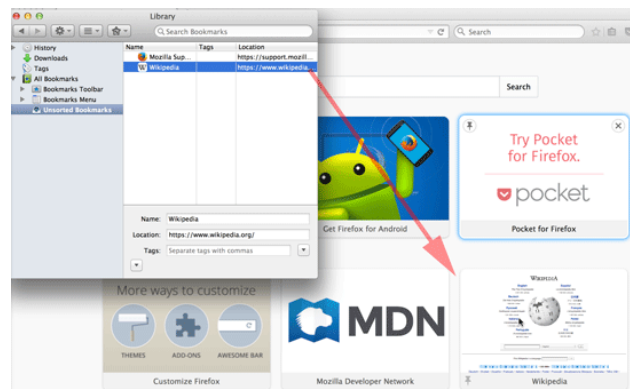 Library
Search Bookmarks
History
Downloads
Tags
All Bookmarks
Bookmarks Toolbar
Bookmarks Menu
Unsorted Bookmarks
Name Tags Location
Mozilla Sup... https://support.mozill...
Wikipedia https://www.wikipedia...
Name: Wikipedia
Location: https://www.wikipedia.org/
Tags: Separate tags with commas
Search
Search
Get Firefox for Android
Try Pocket
for Firefox.
pocket
Pocket for Firefox
More ways to customize
THEMES ADD-ONS AWESOME BAR
Customize Firefox
MDN
Mozilla Developer Network
WIKIPEDIA
Wikipedia